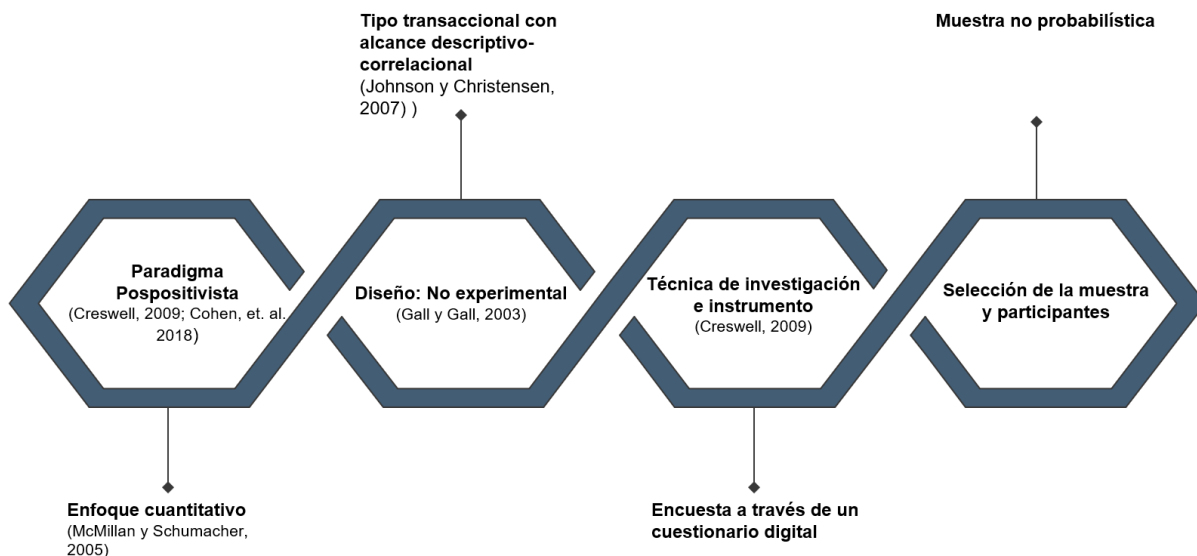 Tipo transaccional con
alcance descriptivo-
correlacional
(Johnson y Christensen,
2007) )
Muestra no probabilística
Paradigma
Pospositivista
(Creswell, 2009; Cohen, et. al.
2018)
Diseño: No experimental
(Gall y Gall, 2003)
Técnica de investigación
e instrumento
(Creswell, 2009)
Selección de la muestra
y participantes
Enfoque cuantitativo
(McMillan y Schumacher,
2005)
Encuesta a través de un
cuestionario digital